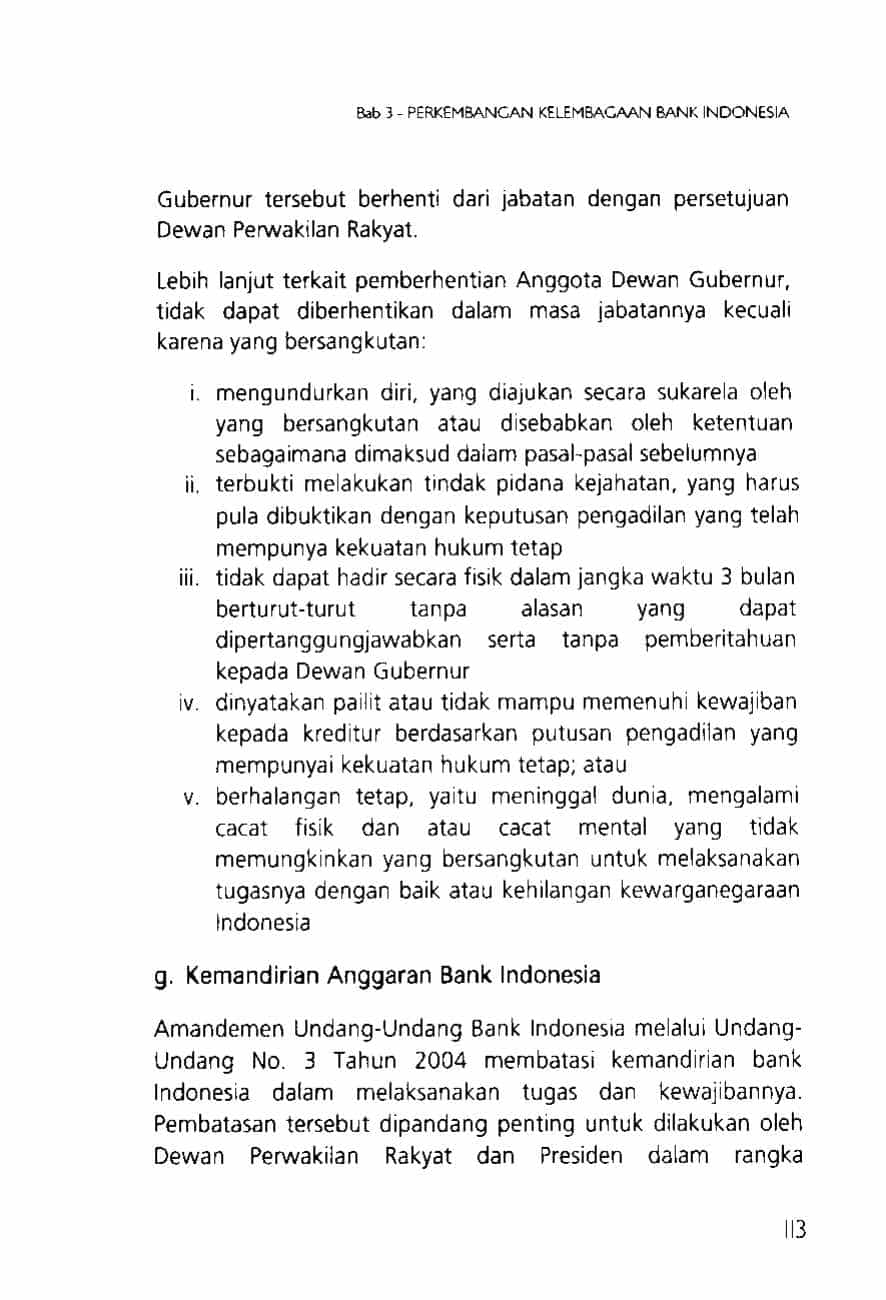 Bab 3 - PERKEMBANGAN KELEMBAGAAN BANK INDONESIA
Gubernur tersebut berhenti dari jabatan dengan persetujuan
Dewan Perwakilan Rakyat.
Lebih lanjut terkait pemberhentian Anggota Dewan Gubernur,
tidak dapat diberhentikan dalam masa jabatannya kecuali
karena yang bersangkutan:
i. mengundurkan diri, yang diajukan secara sukarela oleh
yang bersangkutan atau disebabkan oleh ketentuan
sebagaimana dimaksud dalam pasal-pasal sebelumnya
ii. terbukti melakukan tindak pidana kejahatan, yang harus
pula dibuktikan dengan keputusan pengadilan yang telah
mempunya kekuatan hukum tetap
iii. tidak dapat hadir secara fisik dalam jangka waktu 3 bulan
berturut-turut tanpa alasan yang dapat
dipertanggungjawabkan serta tanpa pemberitahuan
kepada Dewan Gubernur
iv. dinyatakan pailit atau tidak mampu memenuhi kewajiban
kepada kreditur berdasarkan putusan pengadilan yang
mempunyai kekuatan hukum tetap; atau
v. berhalangan tetap, yaitu meninggal dunia, mengalami
cacat fisik dan atau cacat mental yang tidak
memungkinkan yang bersangkutan untuk melaksanakan
tugasnya dengan baik atau kehilangan kewarganegaraan
Indonesia
g. Kemandirian Anggaran Bank Indonesia
Amandemen Undang-Undang Bank Indonesia melalui Undang-
Undang No. 3 Tahun 2004 membatasi kemandirian bank
Indonesia dalam melaksanakan tugas dan kewajibannya.
Pembatasan tersebut dipandang penting untuk dilakukan oleh
Dewan Perwakilan Rakyat dan Presiden dalam rangka
113